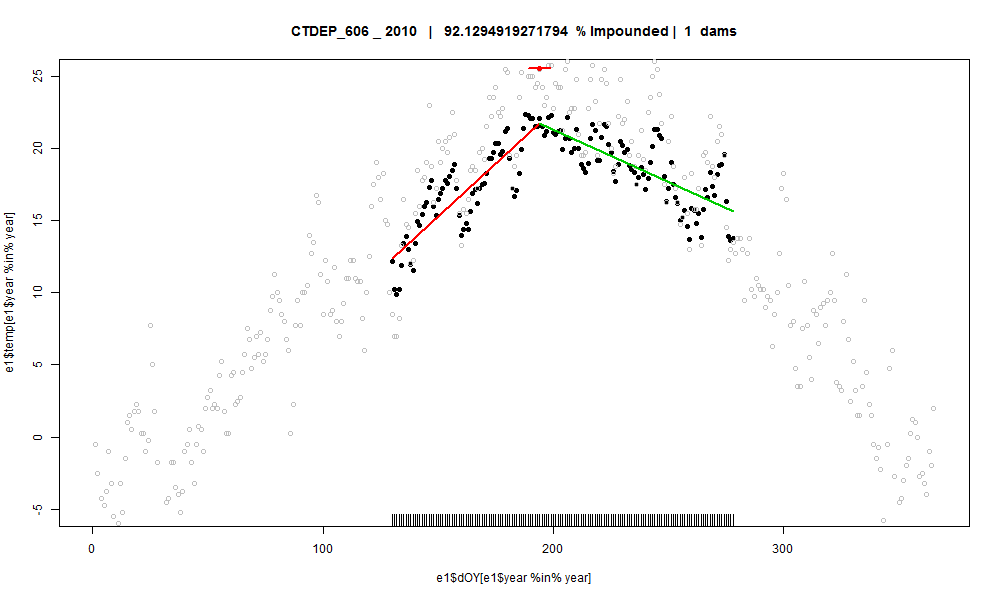 CTDEP_606 _ 2010 | 92.1294919271794 % Impounded | 1 dams
e1$temp[e1$year %in% year]
25
20
15
10
5
0
-5
0 100 200 300
e1$dOY[e1$year %in% year]